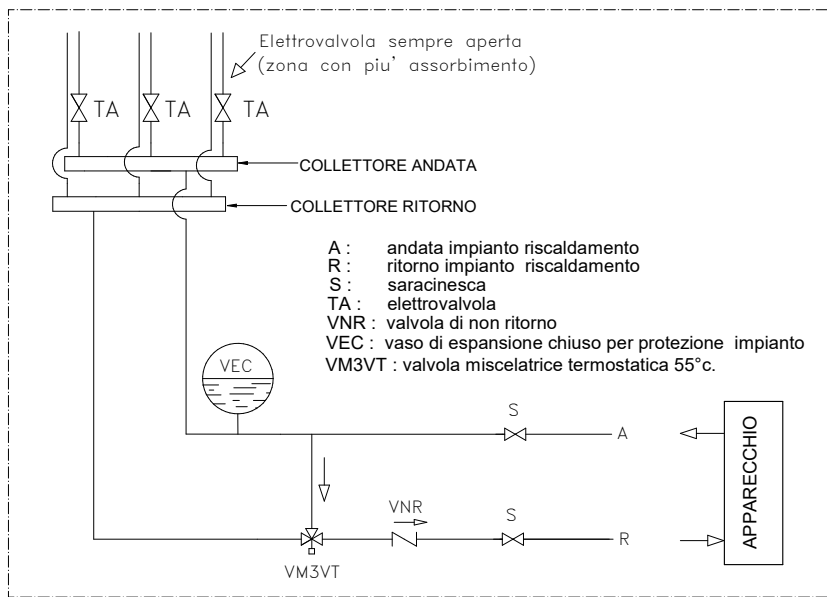 Elettrovalvola sempre aperta
(zona con piu' assorbimento)
TA
TA
TA
COLLETTORE ANDATA
COLLETTORE RITORNO
A : andata impianto riscaldamento
R : ritorno impianto riscaldamento
S : saracinesca
TA : elettrovalvola
VNR : valvola di non ritorno
VEC : vaso di espansione chiuso per protezione impianto
VM3VT : valvola miscelatrice termostatica 55°c.
VEC
S
A
APPARECCHIO
VNR
S
R
VM3VT